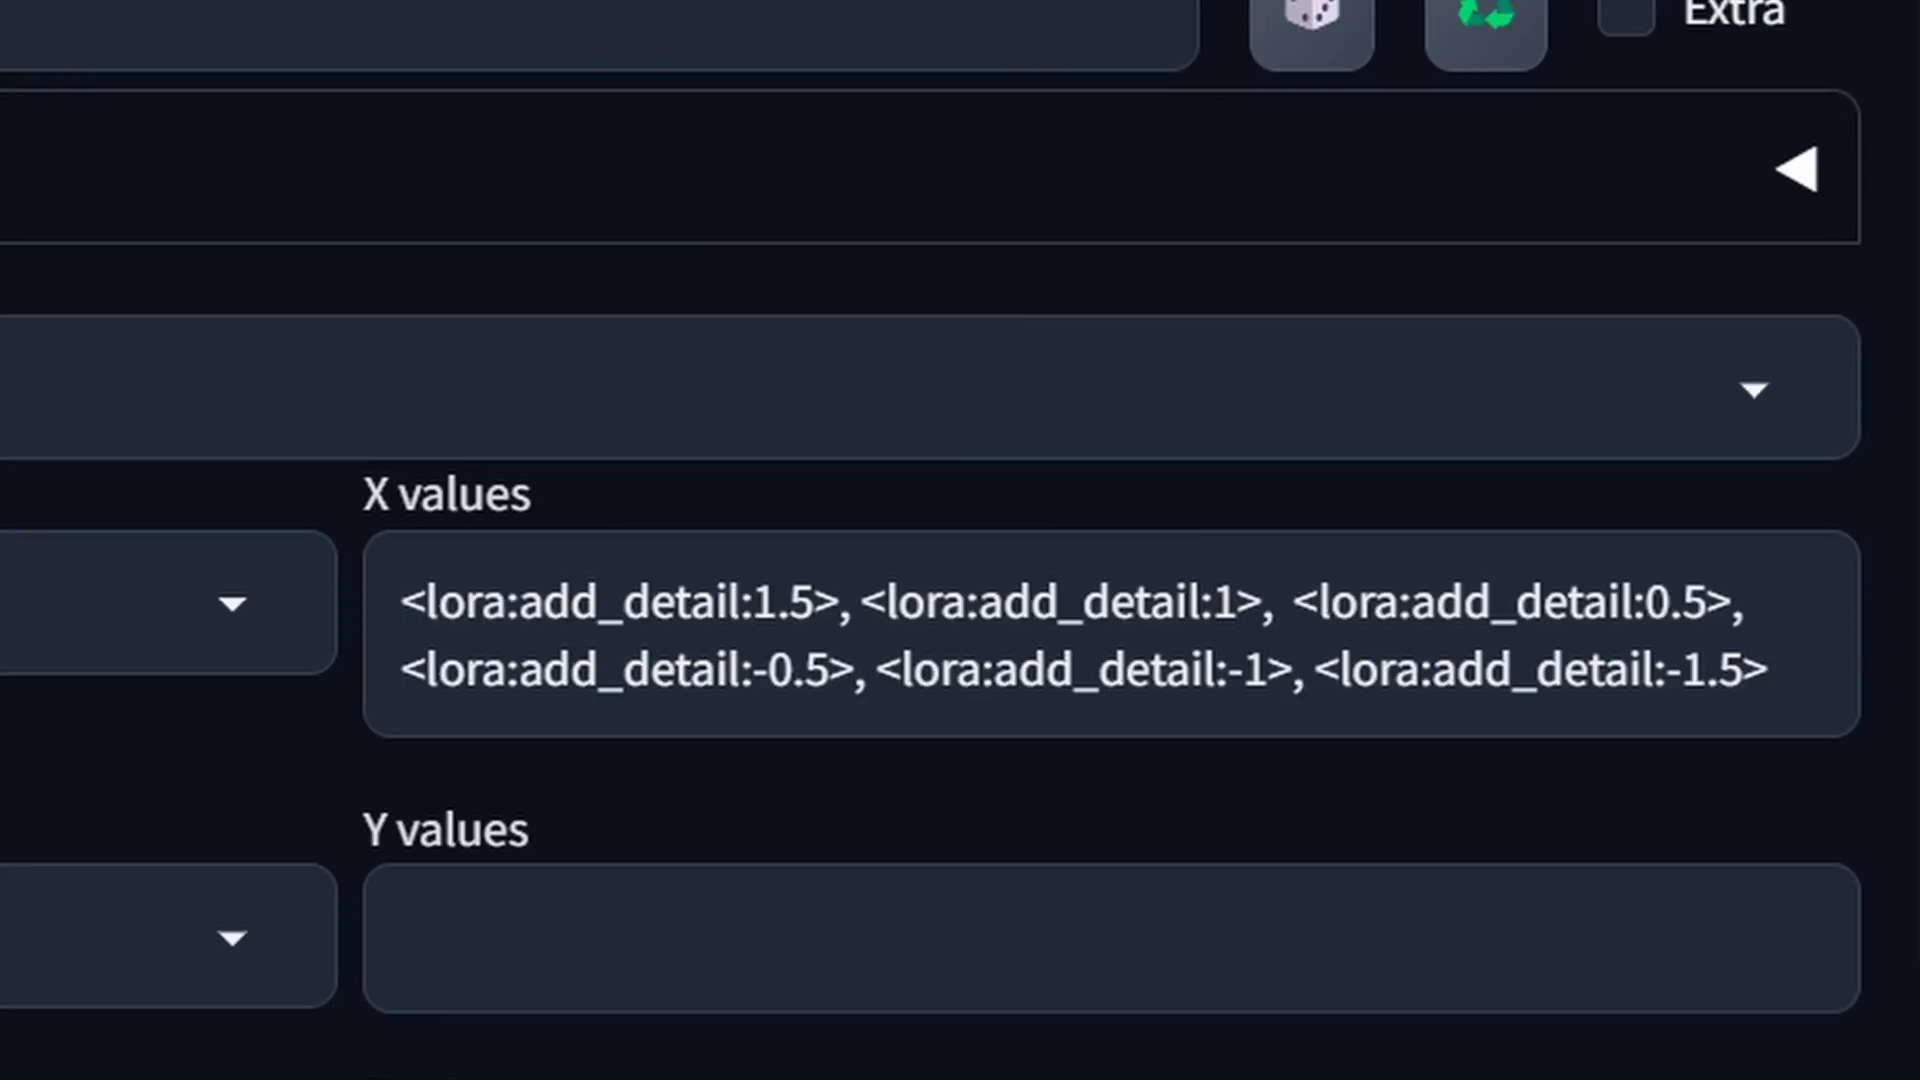 Extra
X values
<lora:add_detail:1.5>, <lora:add_detail:1>, <lora:add_detail:0.5>,
<lora:add_detail:-0.5>, <lora:add_detail:-1>, <lora:add_detail:-1.5>
Y values